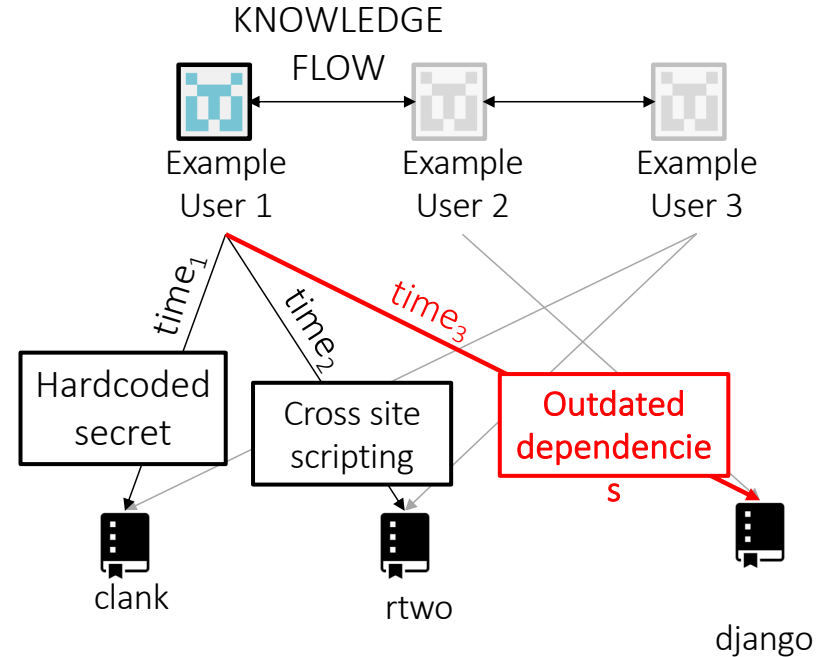 KNOWLEDGE
FLOW
Example
User 1
Example
User 2
Example
User 3
time1
time2
time3
Hardcoded
secret
Cross site
scripting
Outdated
dependencie
s
clank
rtwo
django